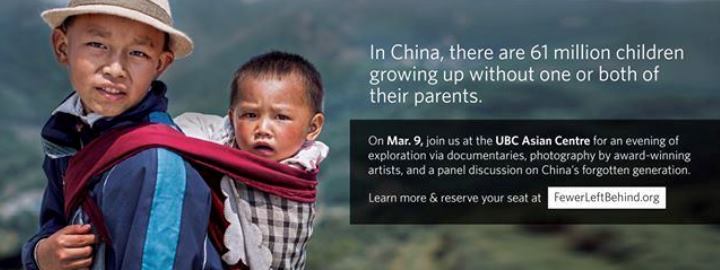 In China, there are 61 million children
growing up without one or both of
their parents.
On Mar. 9, join us at the UBC Asian Centre for an evening of
exploration via documentaries, photography by award-winning
artists, and a panel discussion on China's forgotten generation.
Learn more & reserve your seat at FewerLeftBehind.org